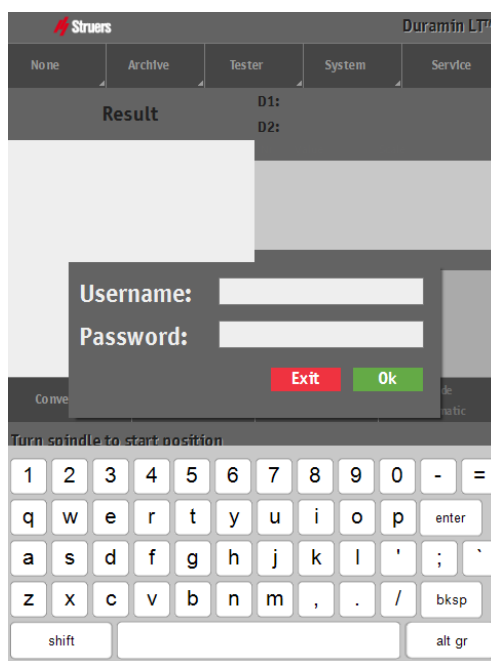 Struers Duramin LT™
None Archive Tester System Service
Result D1:
D2:
Username:
Password:
Exit Ok
Turn spindle to start position
1 2 3 4 5 6 7 8 9 0 - =
q w e r t y u i o p enter
a s d f g h j k l ' ; `
z x c v b n m , . / bksp
shift alt gr